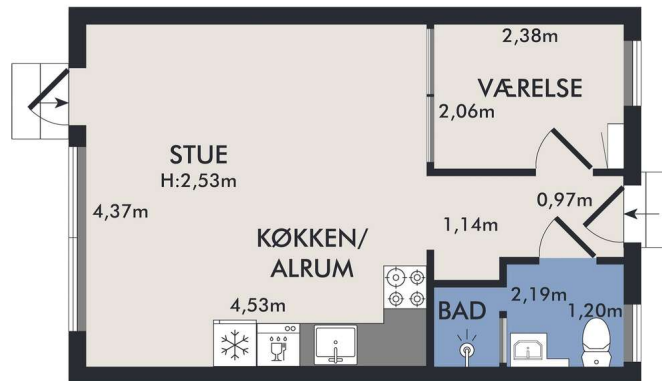 2,38m
VÆRELSE
2,06m
STUE
H:2,53m
4,37m
0,97m
1,14m
KØKKEN/
ALRUM
4,53m
BAD
2,19m
1,20m